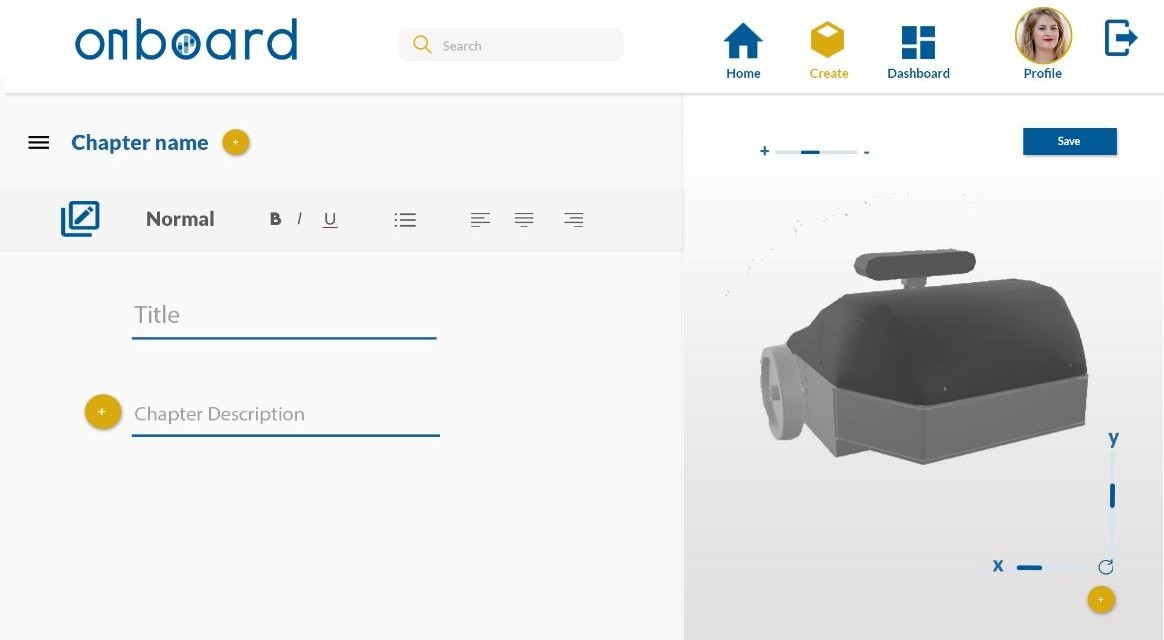 onboard
Search
Home
Create
Dashboard
Profile
Chapter name
+
+
-
Save
Normal
B I U
Title
+
Chapter Description
y
x
+